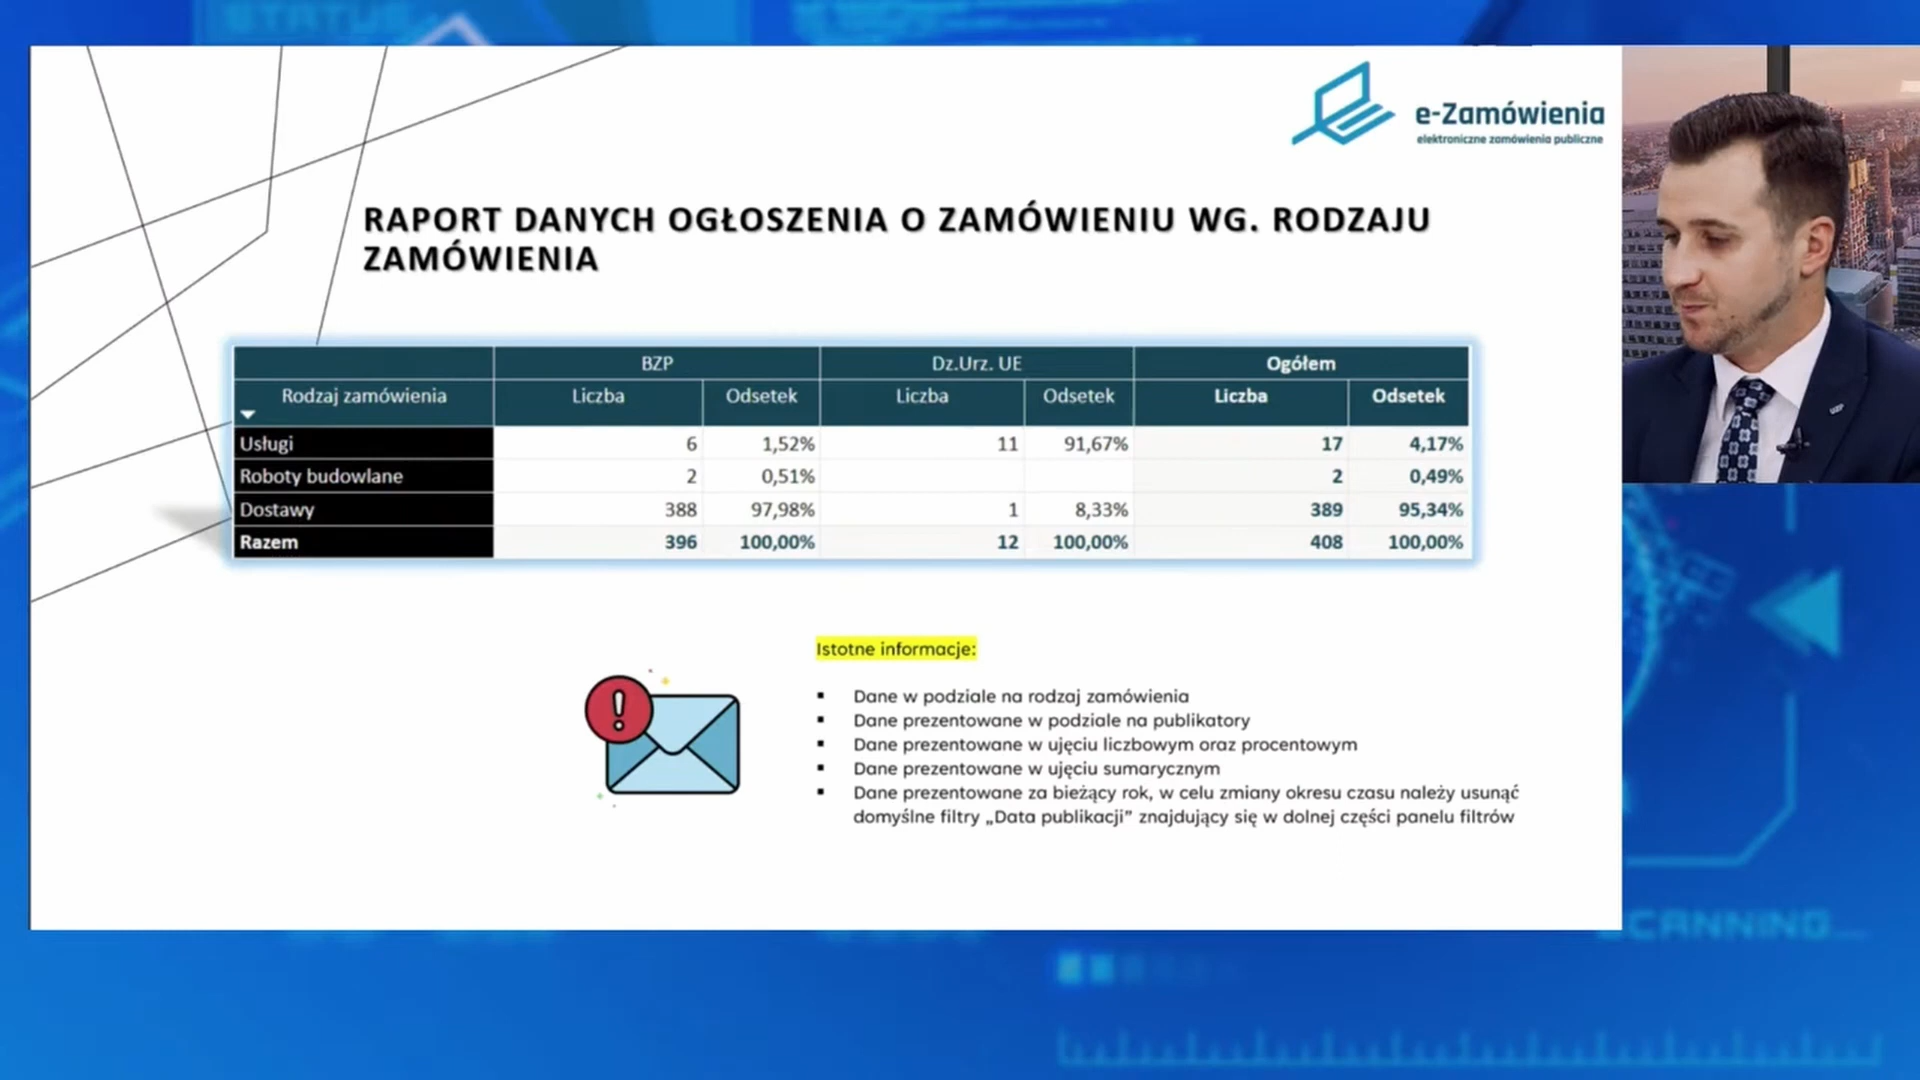 STATUS
e-Zamówienia
elektroniczne zamówienia publiczne
RAPORT DANYCH OGŁOSZENIA O ZAMÓWIENIU WG. RODZAJU
ZAMÓWIENIA
BZP Dz.Urz. UE Ogółem
Rodzaj zamówienia Liczba Odsetek Liczba Odsetek Liczba Odsetek
Usługi 6 1,52% 11 91,67% 17 4,17%
Roboty budowlane 2 0,51% 2 0,49%
Dostawy 388 97,98% 1 8,33% 389 95,34%
Razem 396 100,00% 12 100,00% 408 100,00%
Istotne informacje:
▪ Dane w podziale na rodzaj zamówienia
▪ Dane prezentowane w podziale na publikatory
▪ Dane prezentowane w ujęciu liczbowym oraz procentowym
▪ Dane prezentowane w ujęciu sumarycznym
▪ Dane prezentowane za bieżący rok, w celu zmiany okresu czasu należy usunąć
domyślne filtry „Data publikacji” znajdujący się w dolnej części panelu filtrów
SCANNING...